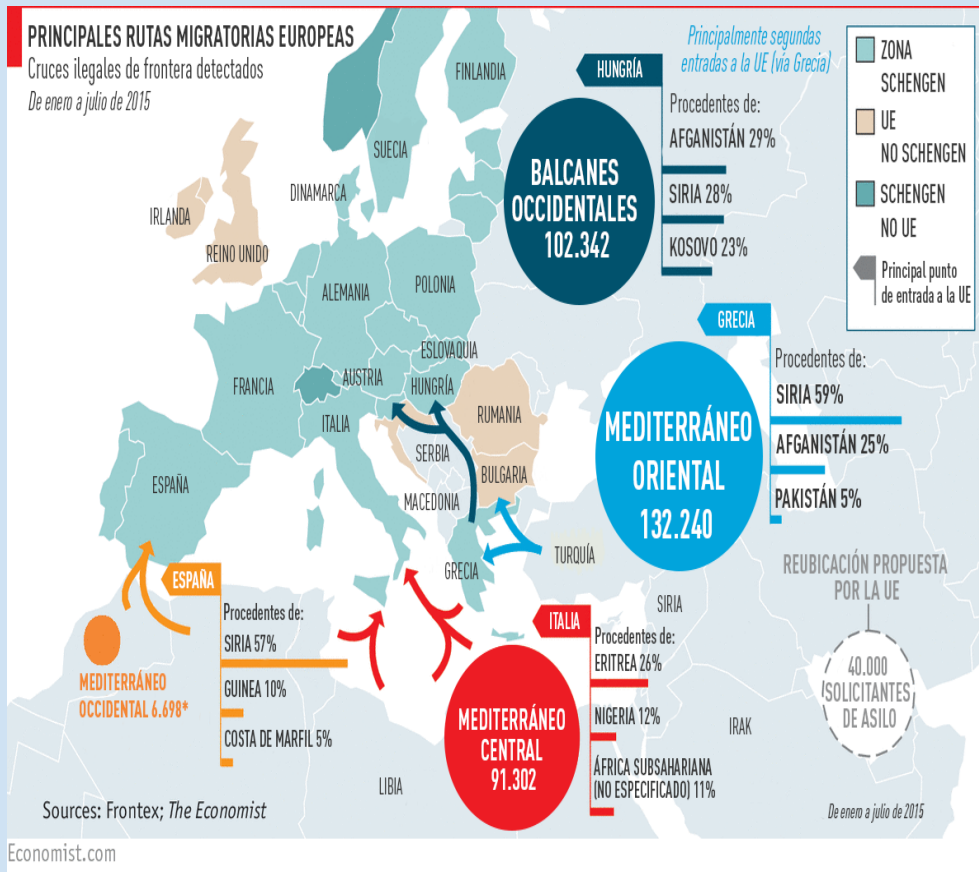 PRINCIPALES RUTAS MIGRATORIAS EUROPEAS
Cruces ilegales de frontera detectados
De enero a julio de 2015
Principalmente segundas
entradas a la UE (vía Grecia)
ZONA
SCHENGEN
UE
NO SCHENGEN
SCHENGEN
NO UE
Principal punto
de entrada a la UE
HUNGRÍA
Procedentes de:
AFGANISTÁN 29%
SIRIA 28%
KOSOVO 23%
BALCANES
OCCIDENTALES
102.342
FINLANDIA
SUECIA
DINAMARCA
IRLANDA
REINO UNIDO
ALEMANIA
POLONIA
ESLOVAQUIA
AUSTRIA
HUNGRÍA
FRANCIA
ITALIA
RUMANIA
SERBIA
BULGARIA
MACEDONIA
ESPAÑA
GRECIA
TURQUÍA
SIRIA
IRAK
LIBIA
GRECIA
Procedentes de:
SIRIA 59%
AFGANISTÁN 25%
PAKISTÁN 5%
MEDITERRÁNEO
ORIENTAL
132.240
REUBICACIÓN PROPUESTA
POR LA UE
40.000
SOLICITANTES
DE ASILO
De enero a julio de 2015
ESPAÑA
Procedentes de:
SIRIA 57%
GUINEA 10%
COSTA DE MARFIL 5%
MEDITERRÁNEO
OCCIDENTAL 6.698*
ITALIA
Procedentes de:
ERITREA 26%
NIGERIA 12%
ÁFRICA SUBSAHARIANA
(NO ESPECIFICADO) 11%
MEDITERRÁNEO
CENTRAL
91.302
Sources: Frontex; The Economist
Economist.com